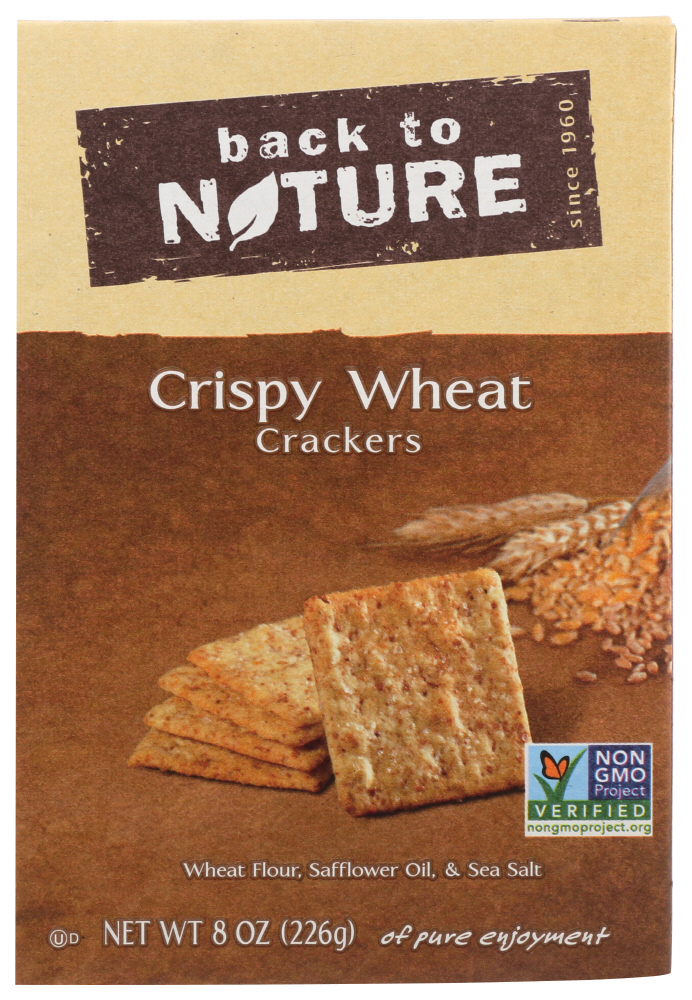 back to
NATURE
since 1960
Crispy Wheat
Crackers
NON
GMO
Project
VERIFIED
nongmoproject.org
Wheat Flour, Safflower Oil, & Sea Salt
U D NET WT 8 OZ (226g) of pure enjoyment